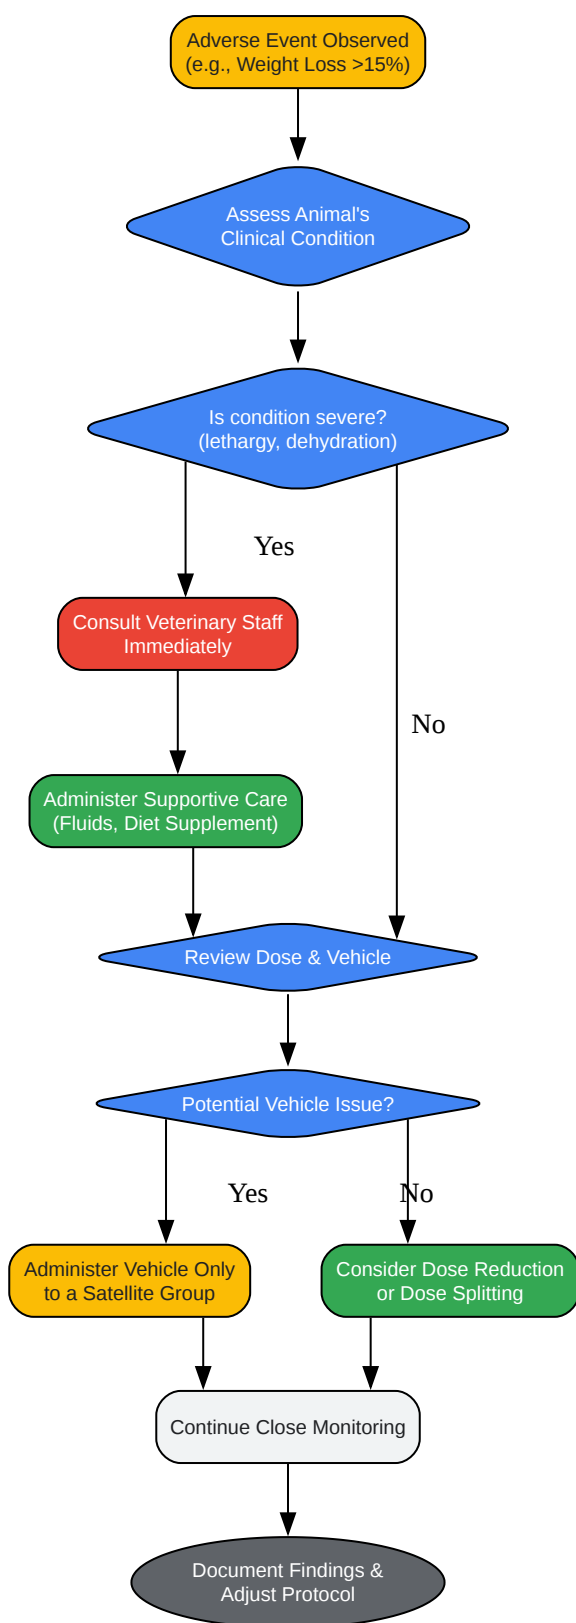 Adverse Event Observed
(e.g., Weight Loss >15%)
Assess Animal's
Clinical Condition
Is condition severe?
(lethargy, dehydration)
Yes
Consult Veterinary Staff
Immediately
No
Administer Supportive Care
(Fluids, Diet Supplement)
Review Dose & Vehicle
Potential Vehicle Issue?
Yes
No
Administer Vehicle Only
to a Satellite Group
Consider Dose Reduction
or Dose Splitting
Continue Close Monitoring
Document Findings &
Adjust Protocol